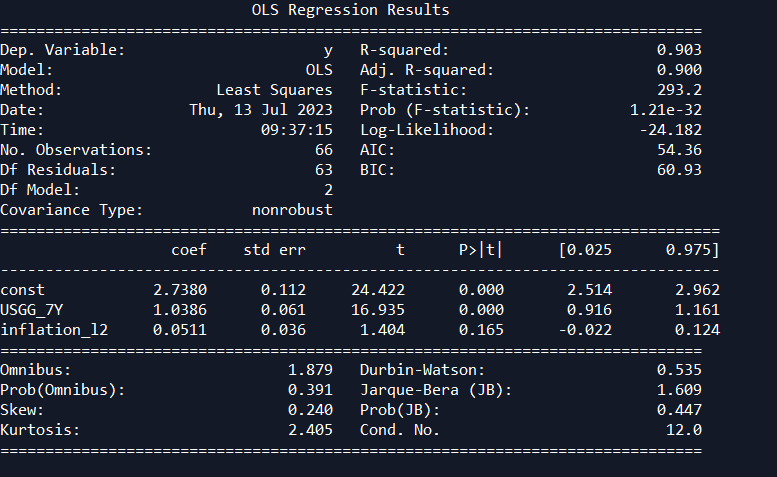 OLS Regression Results
==============================================================================
Dep. Variable: y R-squared: 0.903
Model: OLS Adj. R-squared: 0.900
Method: Least Squares F-statistic: 293.2
Date: Thu, 13 Jul 2023 Prob (F-statistic): 1.21e-32
Time: 09:37:15 Log-Likelihood: -24.182
No. Observations: 66 AIC: 54.36
Df Residuals: 63 BIC: 60.93
Df Model: 2
Covariance Type: nonrobust
================================================================================
coef std err t P>|t| [0.025 0.975]
--------------------------------------------------------------------------------
const 2.7380 0.112 24.422 0.000 2.514 2.962
USGG_7Y 1.0386 0.061 16.935 0.000 0.916 1.161
inflation_l2 0.0511 0.036 1.404 0.165 -0.022 0.124
==============================================================================
Omnibus: 1.879 Durbin-Watson: 0.535
Prob(Omnibus): 0.391 Jarque-Bera (JB): 1.609
Skew: 0.240 Prob(JB): 0.447
Kurtosis: 2.405 Cond. No. 12.0
==============================================================================